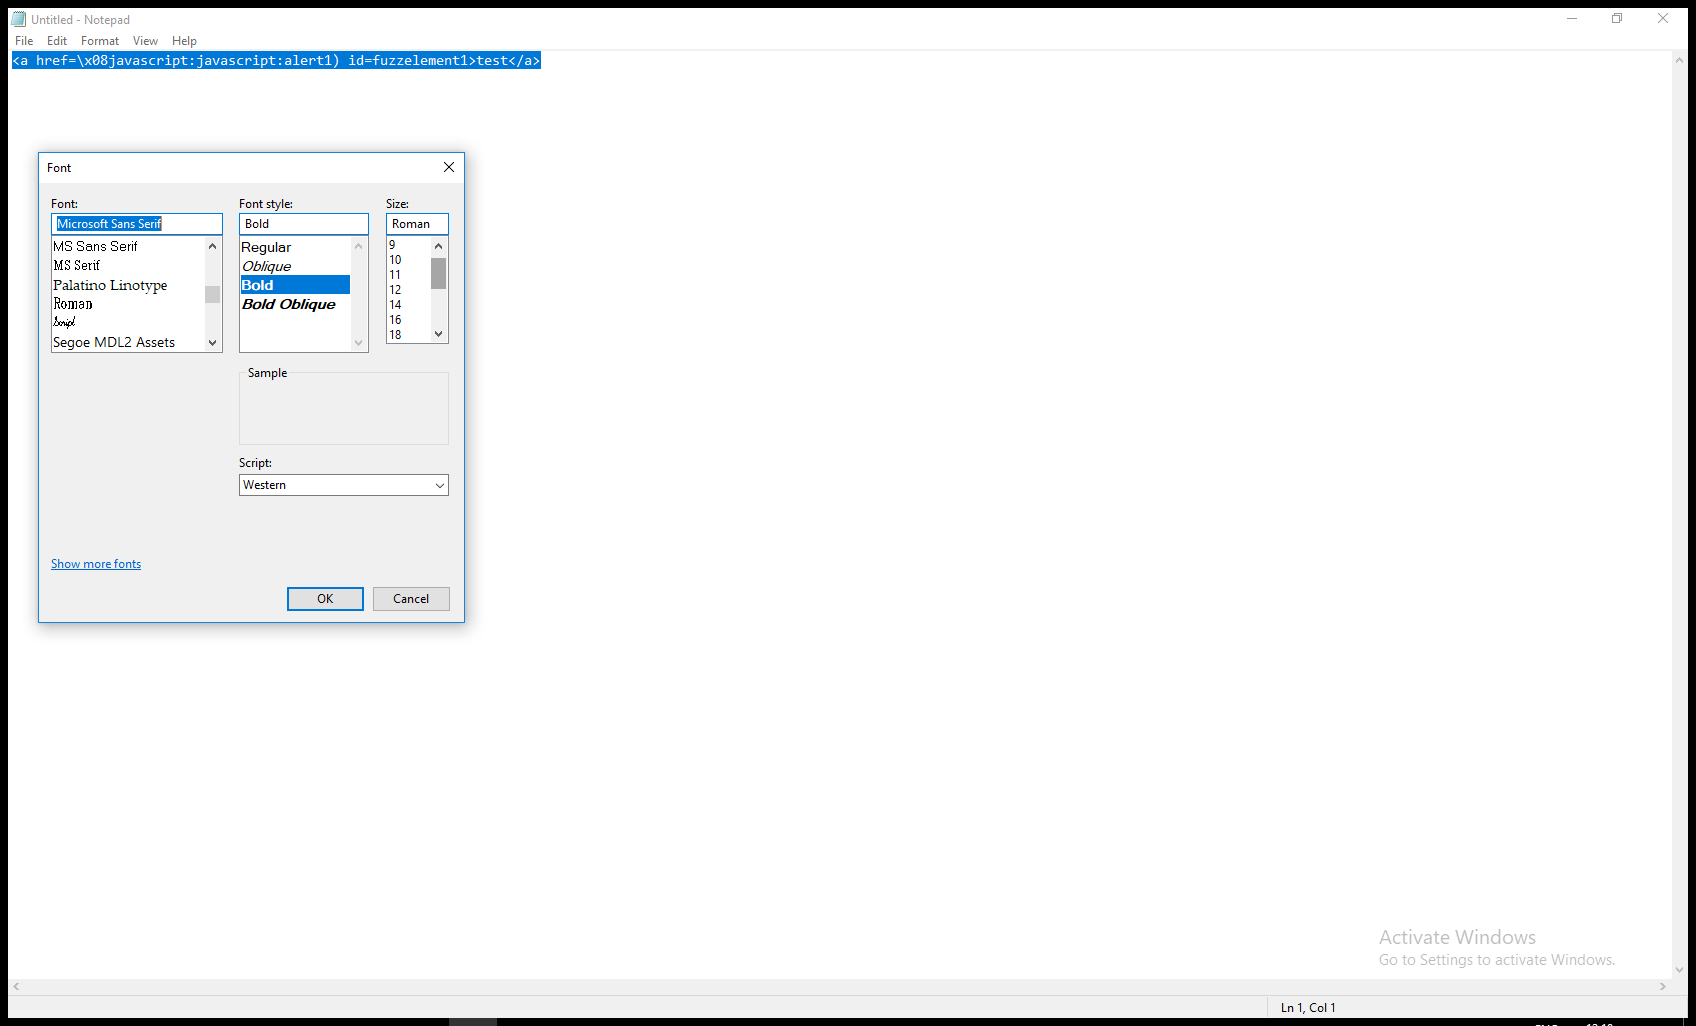 Untitled - Notepad
File Edit Format View Help
<a href=\x08javascript:javascript:alert1) id=fuzzelement1>test</a>
Font
Font: Font style: Size:
Microsoft Sans Serif Bold Roman
MS Sans Serif Regular 9
MS Serif Oblique 10
Palatino Linotype Bold 11
Roman Bold Oblique 12
Script 14
Segoe MDL2 Assets 16
18
Sample
Script:
Western
Show more fonts
OK Cancel
Activate Windows
Go to Settings to activate Windows.
Ln 1, Col 1